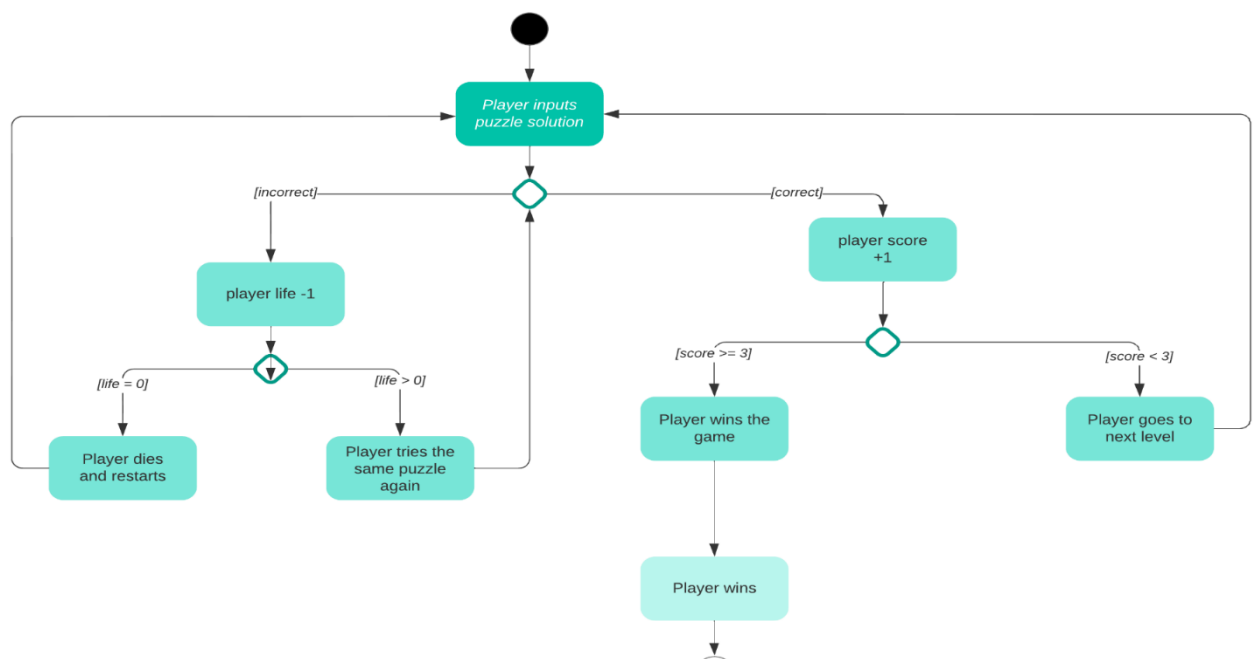 Player inputs
puzzle solution
[incorrect]
[correct]
player score
+1
player life -1
[score >= 3]
[score < 3]
[life = 0]
[life > 0]
Player wins the
game
Player goes to
next level
Player dies
and restarts
Player tries the
same puzzle
again
Player wins